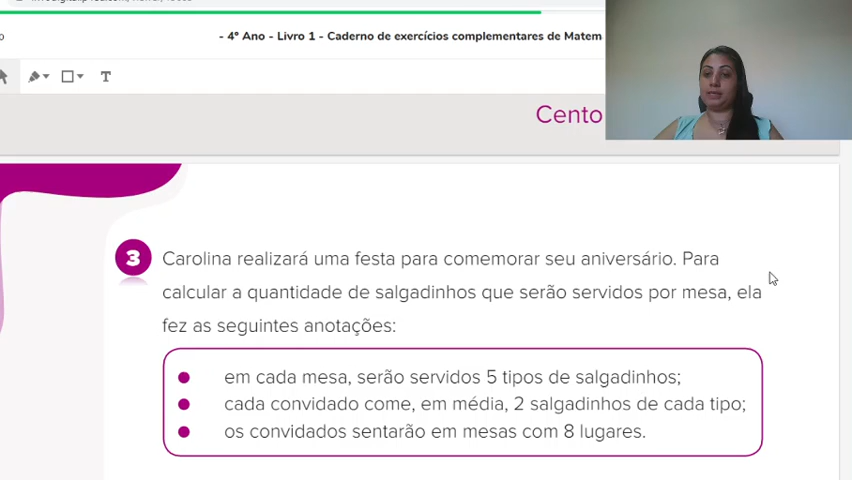 - 4º Ano - Livro 1 - Caderno de exercícios complementares de Matem
T
Cento
3 Carolina realizará uma festa para comemorar seu aniversário. Para
calcular a quantidade de salgadinhos que serão servidos por mesa, ela
fez as seguintes anotações:
em cada mesa, serão servidos 5 tipos de salgadinhos;
cada convidado come, em média, 2 salgadinhos de cada tipo;
os convidados sentarão em mesas com 8 lugares.